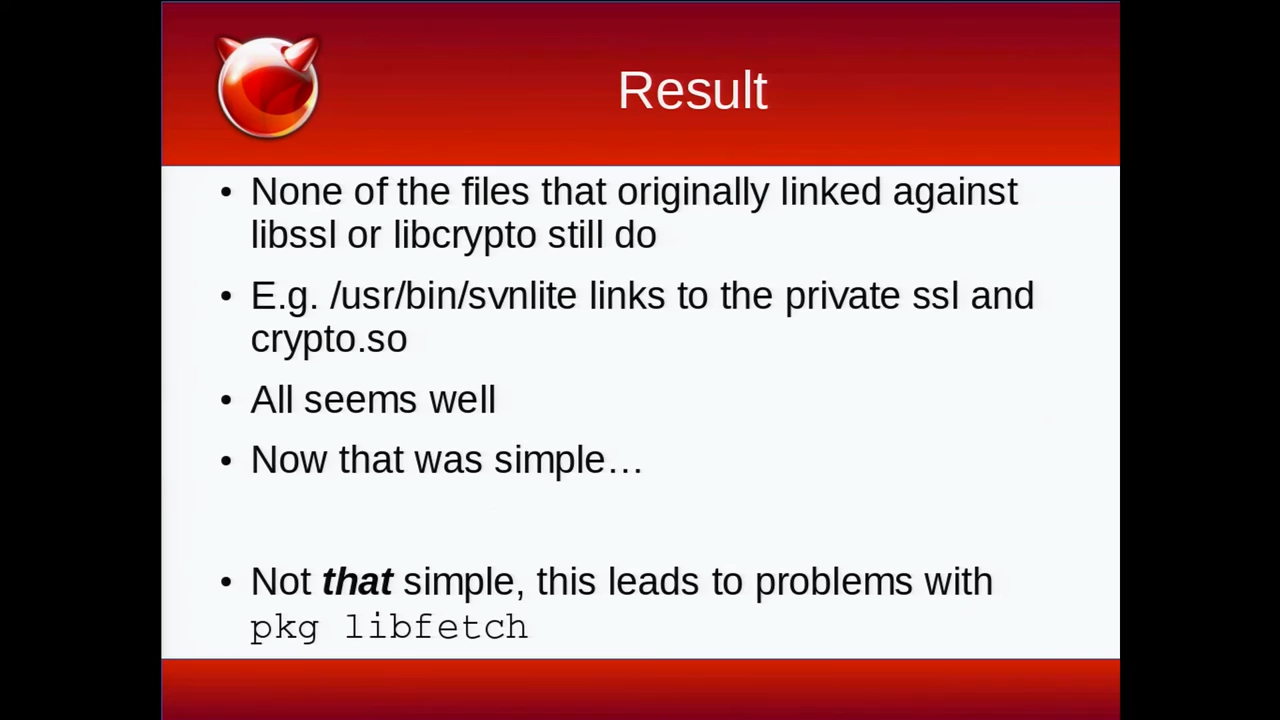 Result
• None of the files that originally linked against
libssl or libcrypto still do
• E.g. /usr/bin/svnlite links to the private ssl and
crypto.so
• All seems well
• Now that was simple…
• Not that simple, this leads to problems with
pkg libfetch